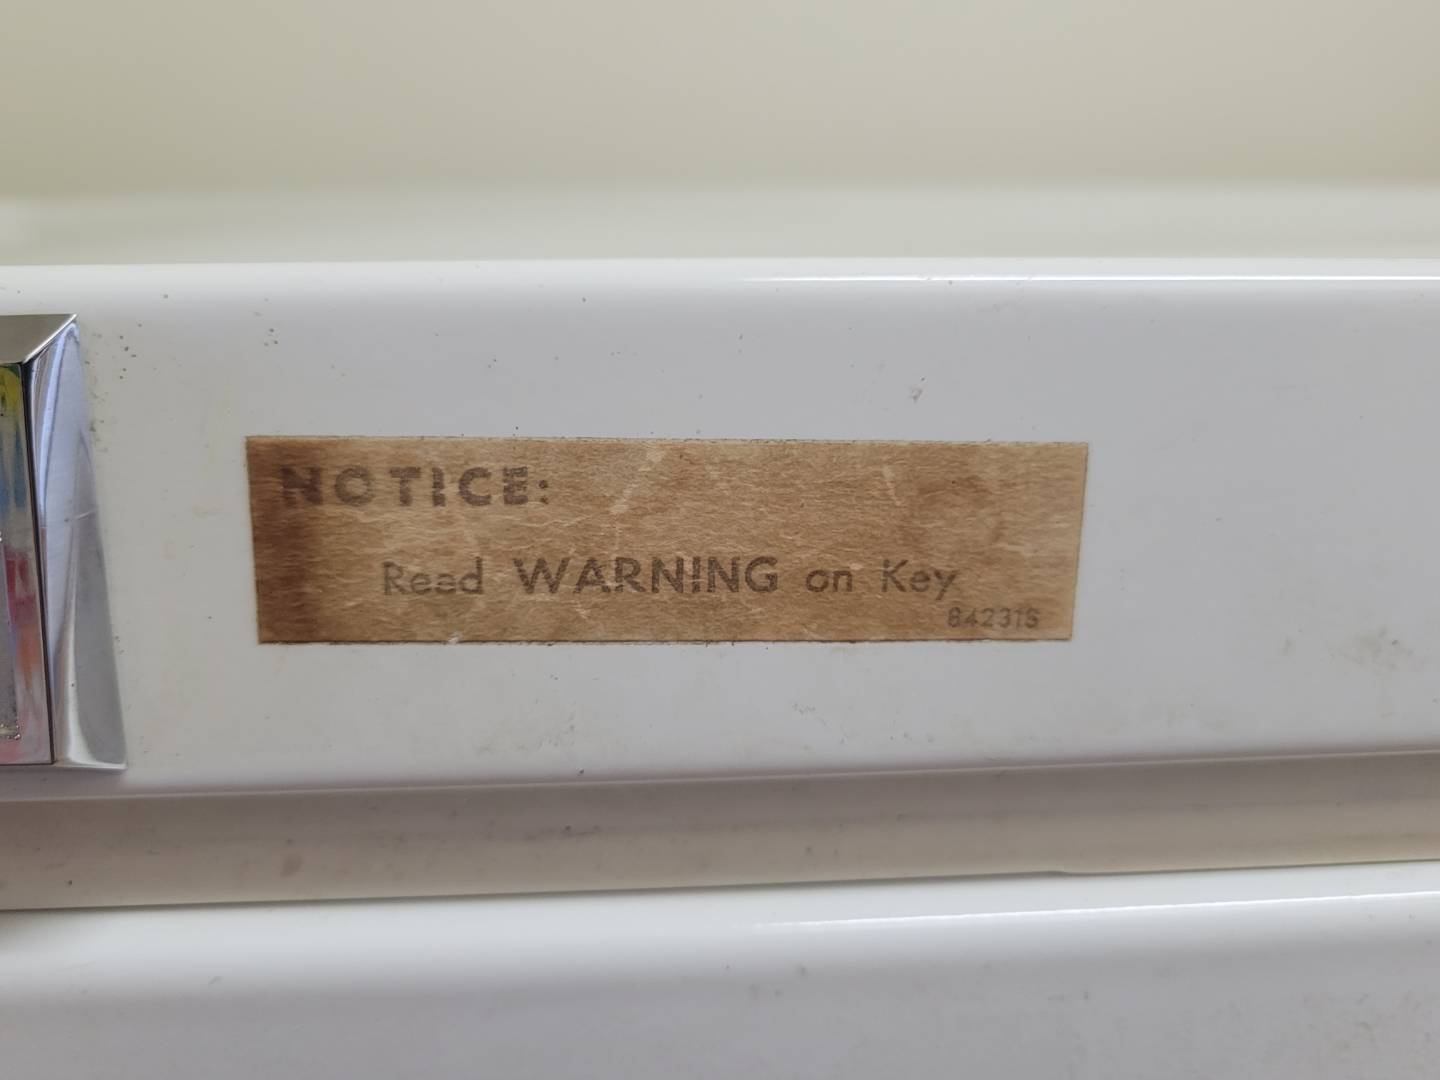 NOTICE:
Read WARNING on Key
84231S